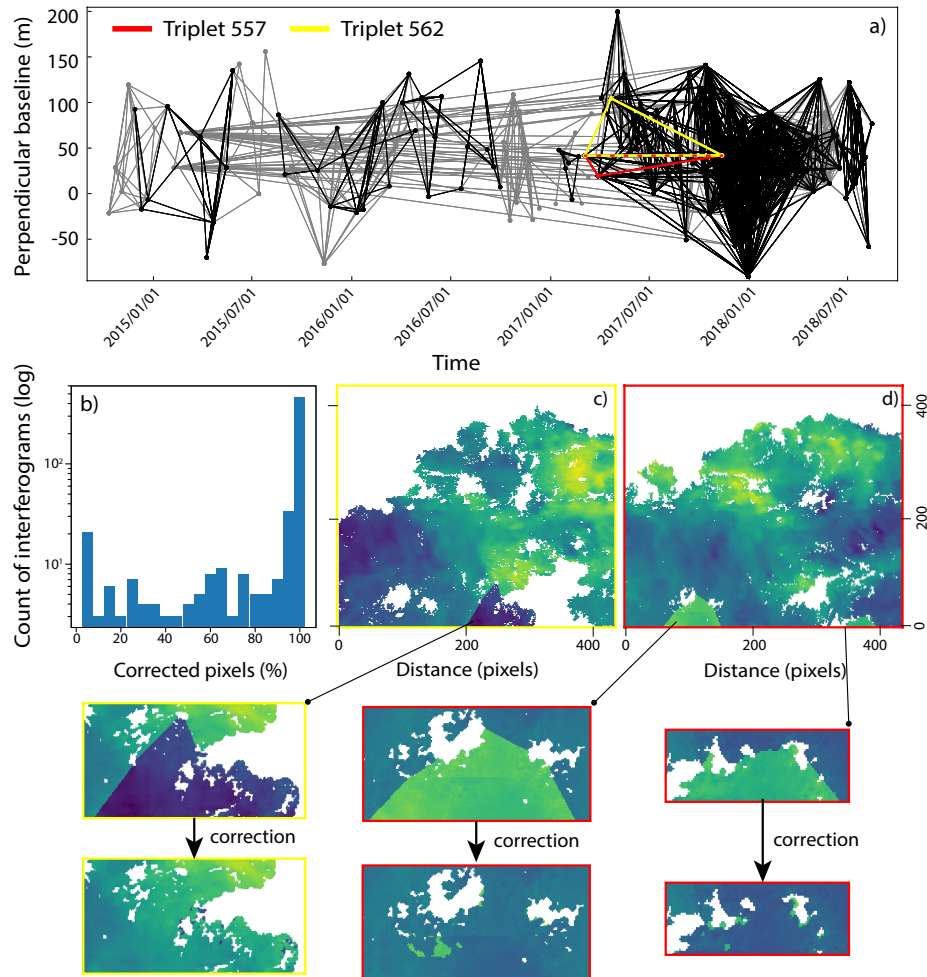 Triplet 557 Triplet 562 a)
Perpendicular baseline (m)
200
150
100
50
0
-50
2015/01/01 2015/07/01 2016/01/01 2016/07/01 2017/01/01 2017/07/01 2018/01/01 2018/07/01
Time
b) c) d)
Count of interferograms (log)
10²
10¹
0 20 40 60 80 100
Corrected pixels (%)
0 200 400
Distance (pixels)
0 200 400
Distance (pixels)
400
200
0
correction
correction
correction